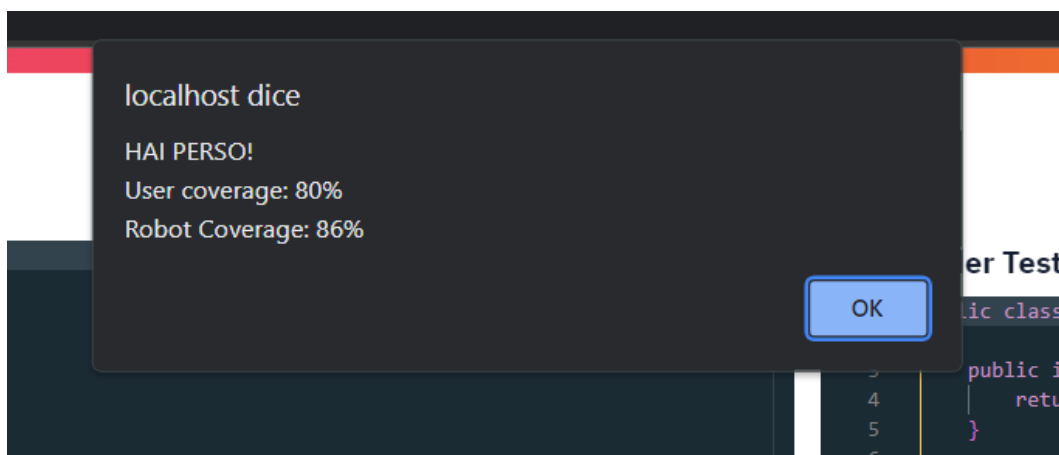 localhost dice
HAI PERSO!
User coverage: 80%
Robot Coverage: 86%
OK
er Test
lic class
public i
4
retu
5
}